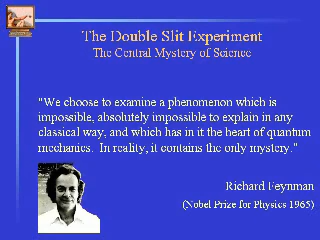 The Double Slit Experiment
The Central Mystery of Science
"We choose to examine a phenomenon which is
impossible, absolutely impossible to explain in any
classical way, and which has in it the heart of quantum
mechanics.  In reality, it contains the only mystery."
Richard Feynman
(Nobel Prize for Physics 1965)